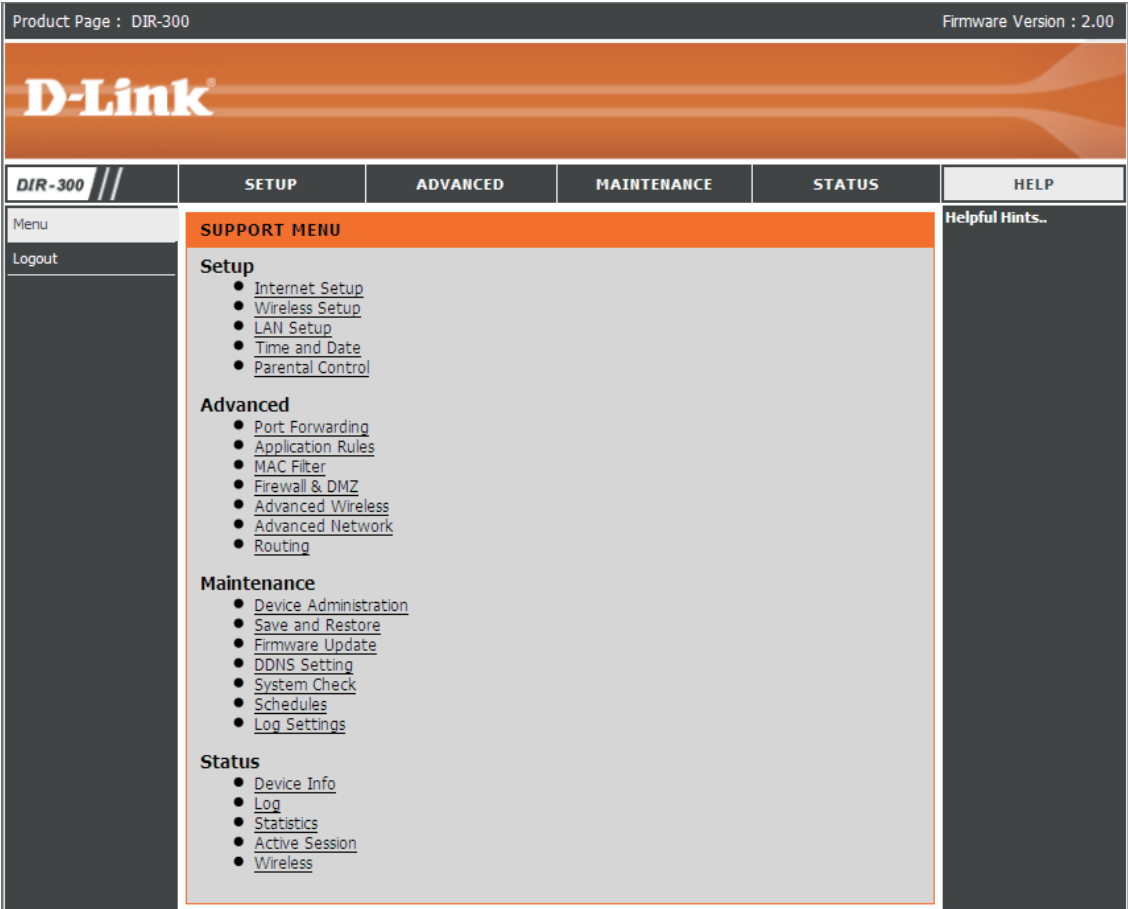 Product Page : DIR-300 Firmware Version : 2.00
D-Link®
DIR-300 SETUP ADVANCED MAINTENANCE STATUS HELP
Menu
Logout
SUPPORT MENU
Setup
Internet Setup
Wireless Setup
LAN Setup
Time and Date
Parental Control
Advanced
Port Forwarding
Application Rules
MAC Filter
Firewall & DMZ
Advanced Wireless
Advanced Network
Routing
Maintenance
Device Administration
Save and Restore
Firmware Update
DDNS Setting
System Check
Schedules
Log Settings
Status
Device Info
Log
Statistics
Active Session
Wireless
Helpful Hints..